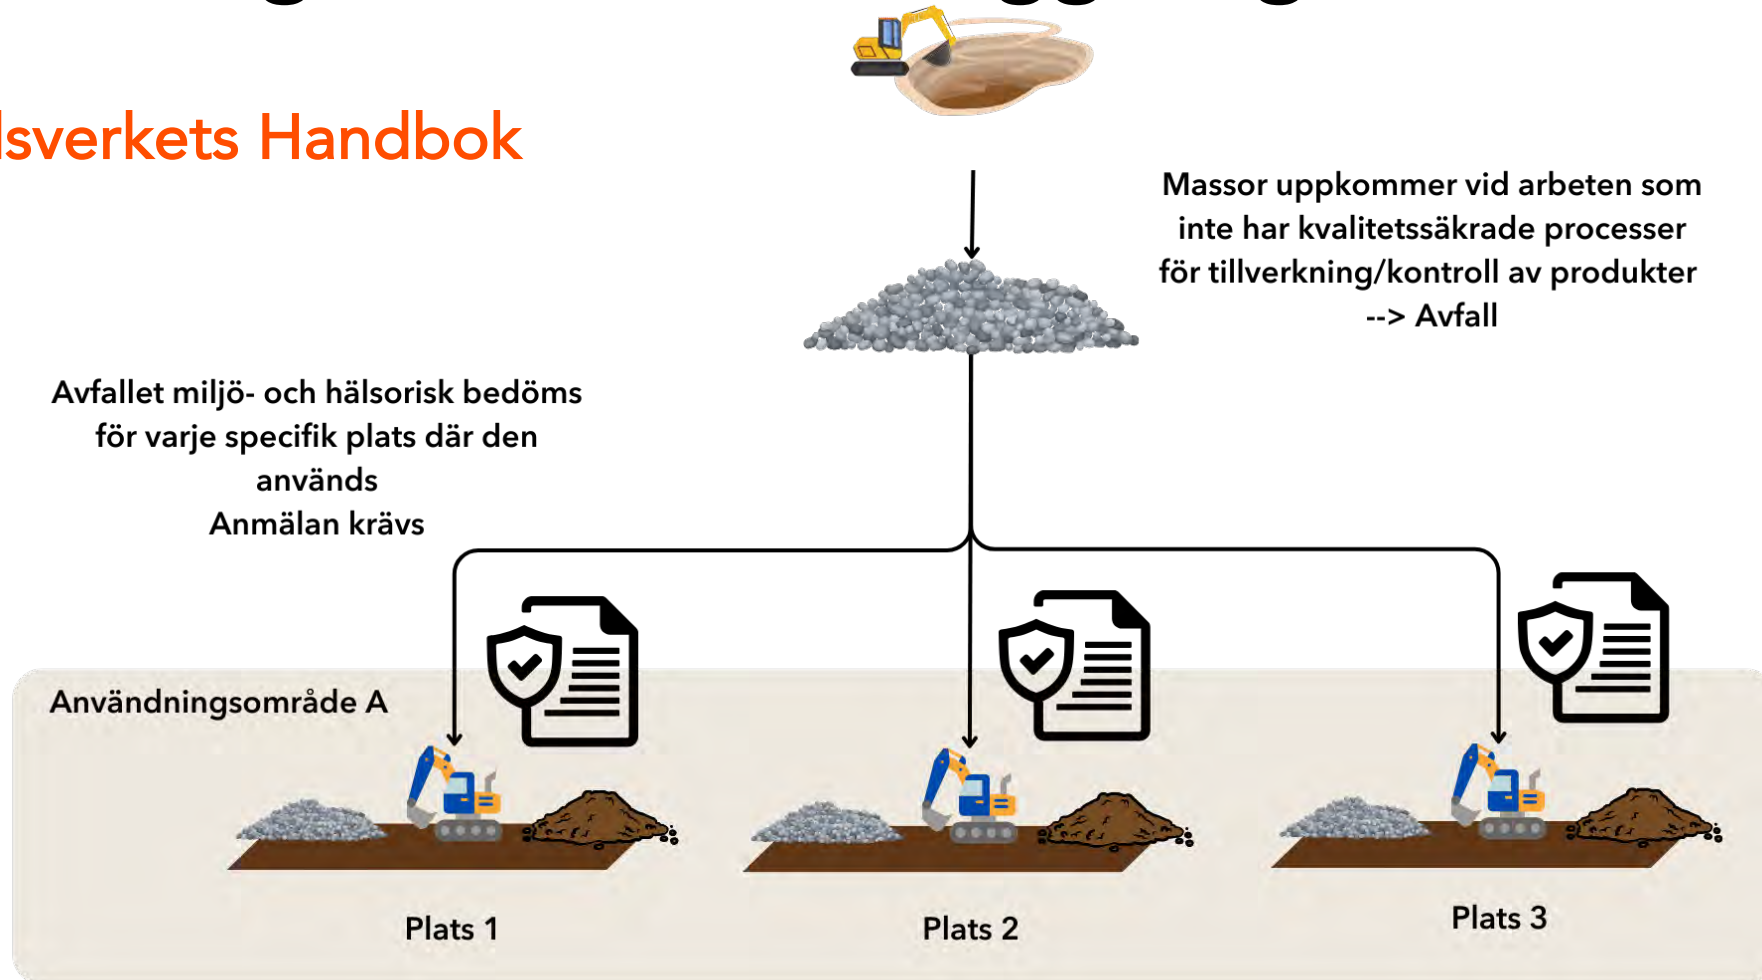 lsverkets Handbok
Massor uppkommer vid arbeten som
inte har kvalitetssäkrade processer
för tillverkning/kontroll av produkter
--> Avfall
Avfallet miljö- och hälsorisk bedöms
för varje specifik plats där den
används
Anmälan krävs
Användningsområde A
Plats 1
Plats 2
Plats 3